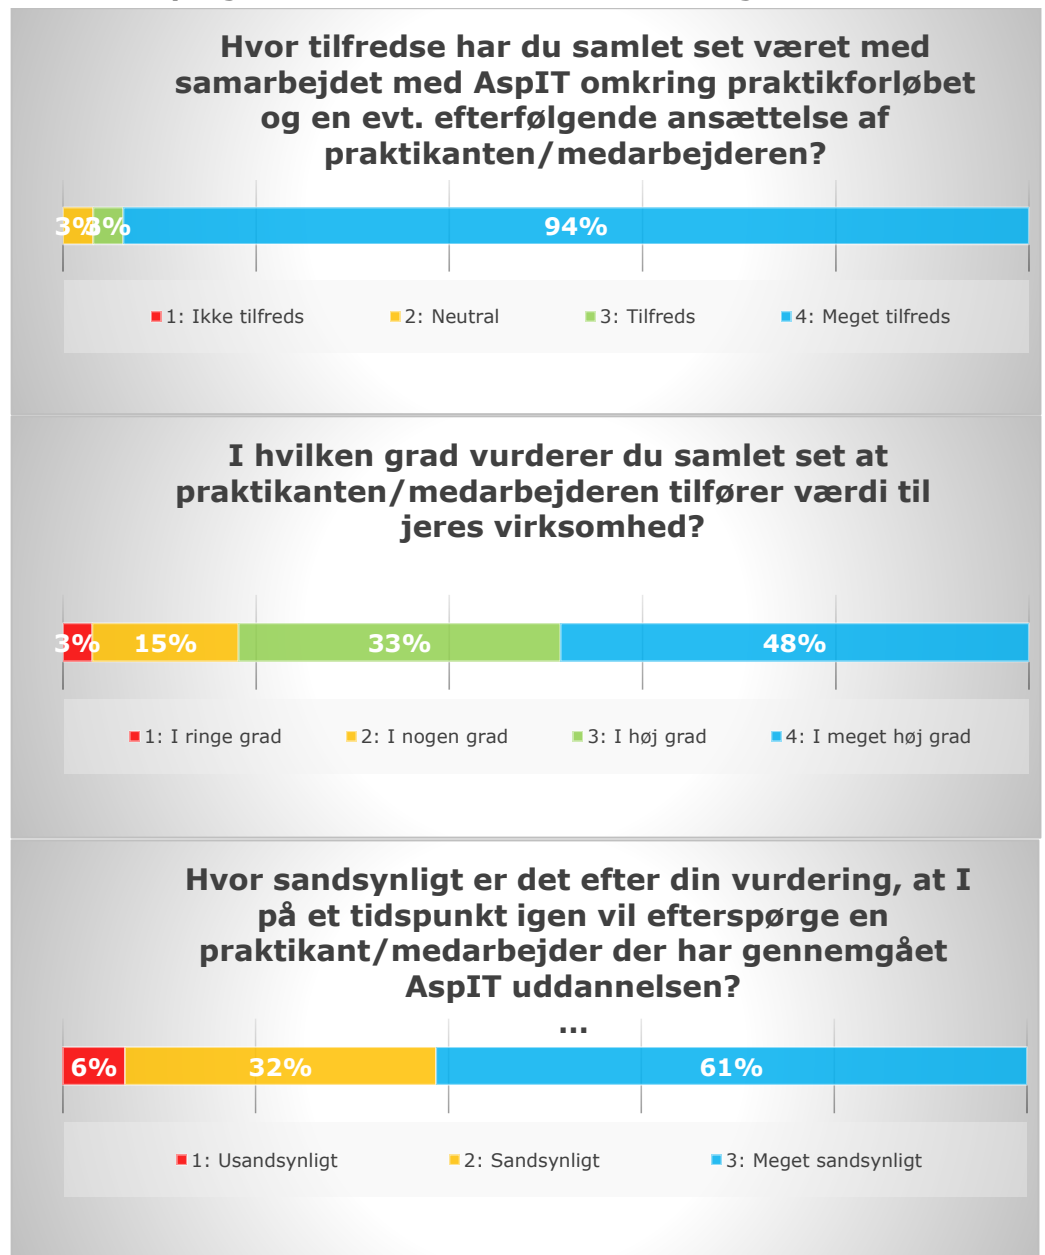 Hvor tilfredse har du samlet set været med
samarbejdet med AspIT omkring praktikforløbet
og en evt. efterfølgende ansættelse af
praktikanten/medarbejderen?
3% 3% 94%
1: Ikke tilfreds 2: Neutral 3: Tilfreds 4: Meget tilfreds
I hvilken grad vurderer du samlet set at
praktikanten/medarbejderen tilfører værdi til
jeres virksomhed?
3% 15% 33% 48%
1: I ringe grad 2: I nogen grad 3: I høj grad 4: I meget høj grad
Hvor sandsynligt er det efter din vurdering, at I
på et tidspunkt igen vil efterspørge en
praktikant/medarbejder der har gennemgået
AspIT uddannelsen?
...
6% 32% 61%
1: Usandsynligt 2: Sandsynligt 3: Meget sandsynligt